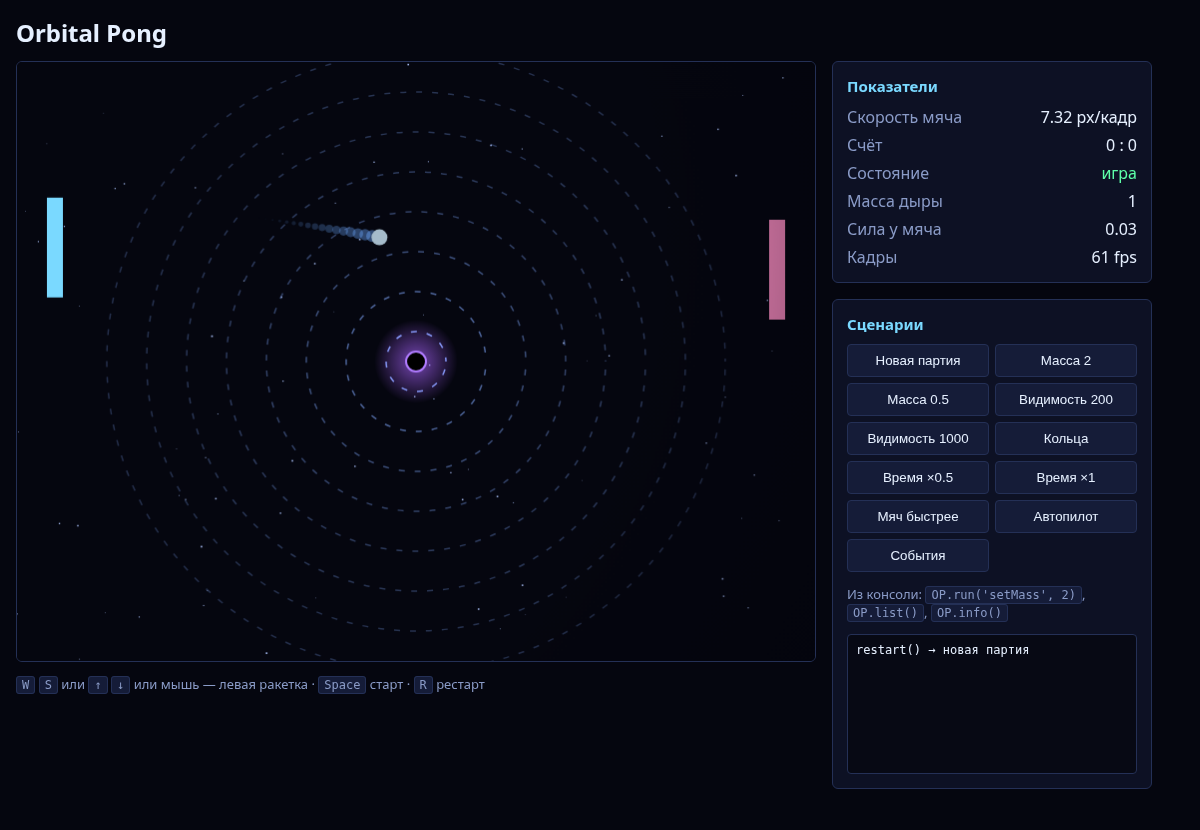 Orbital Pong
Показатели
Скорость мяча 7.32 px/кадр
Счёт 0 : 0
Состояние игра
Масса дыры 1
Сила у мяча 0.03
Кадры 61 fps
Сценарии
Новая партия Масса 2
Масса 0.5 Видимость 200
Видимость 1000 Кольца
Время ×0.5 Время ×1
Мяч быстрее Автопилот
События
Из консоли: OP.run('setMass', 2),
OP.list(), OP.info()
restart() → новая партия
W S или ↑ ↓ или мышь — левая ракетка · Space старт · R рестарт